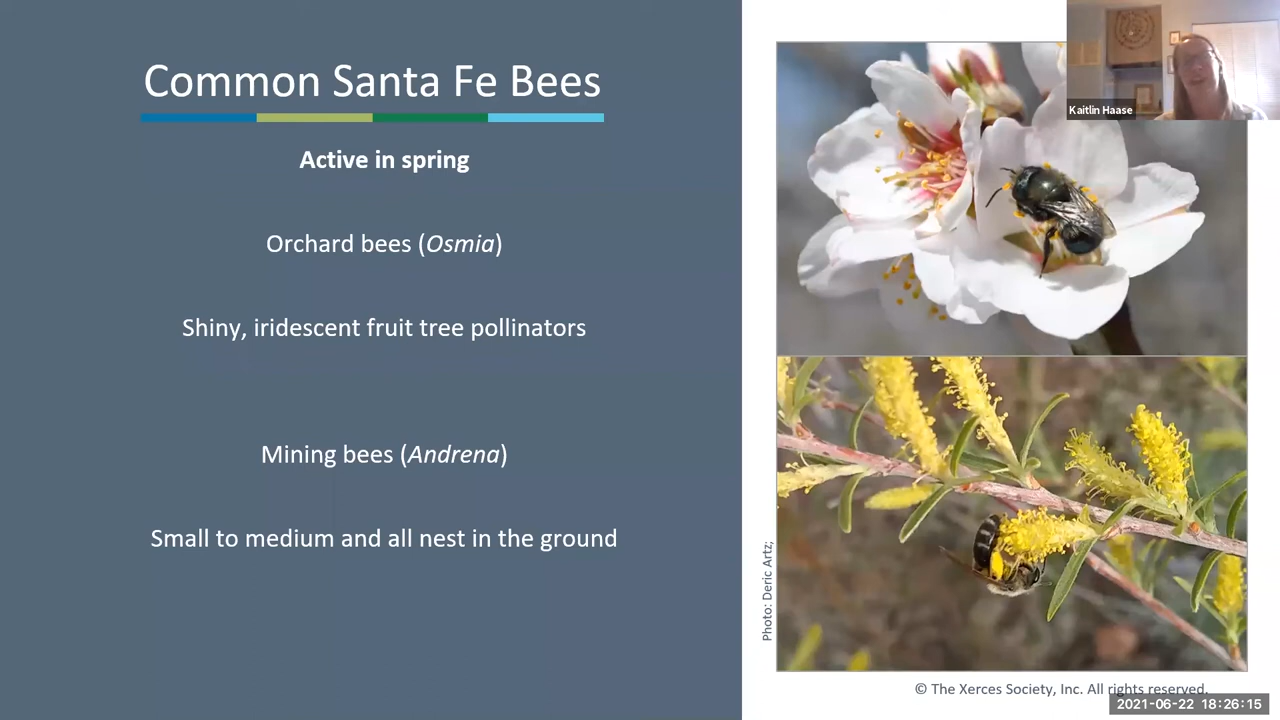 Common Santa Fe Bees
Active in spring
Orchard bees (Osmia)
Shiny, iridescent fruit tree pollinators
Mining bees (Andrena)
Small to medium and all nest in the ground
Kaitlin Haase
Photo: Deric Artz;
© The Xerces Society, Inc. All rights reserved.
2021-06-22 18:26:15